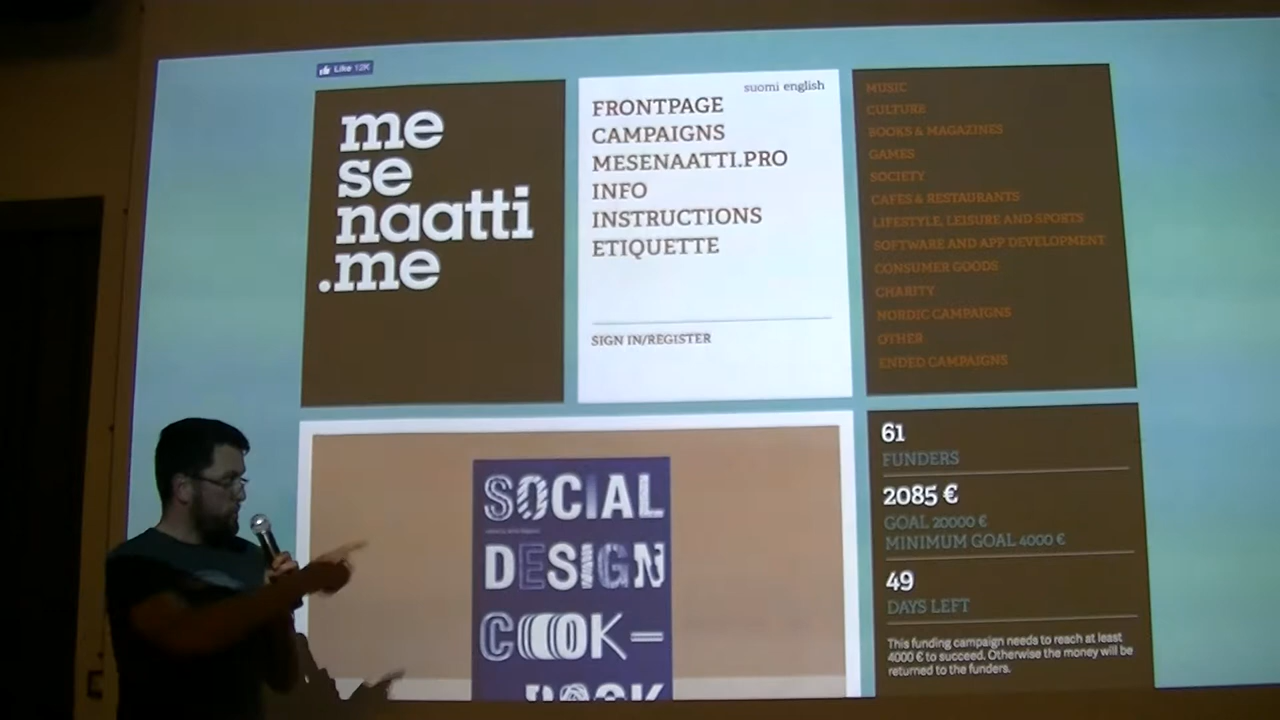 Like 12K
me
se
naatti
.me
suomi english
FRONTPAGE
CAMPAIGNS
MESENAATTI.PRO
INFO
INSTRUCTIONS
ETIQUETTE
SIGN IN/REGISTER
MUSIC
CULTURE
BOOKS & MAGAZINES
GAMES
SOCIETY
CAFES & RESTAURANTS
LIFESTYLE, LEISURE AND SPORTS
SOFTWARE AND APP DEVELOPMENT
CONSUMER GOODS
CHARITY
NORDIC CAMPAIGNS
OTHER
ENDED CAMPAIGNS
SOCIAL
DESIGN
COOK-
BOOK
61
FUNDERS
2085 €
GOAL 20000 €
MINIMUM GOAL 4000 €
49
DAYS LEFT
This funding campaign needs to reach at least
4000 € to succeed. Otherwise the money will be
returned to the funders.